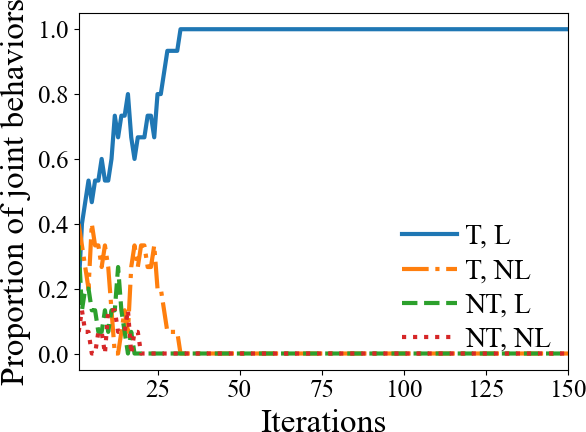 Proportion of joint behaviors
1.0
0.8
0.6
0.4
0.2
0.0
T, L
T, NL
NT, L
NT, NL
25
50
75
100
125
150
Iterations